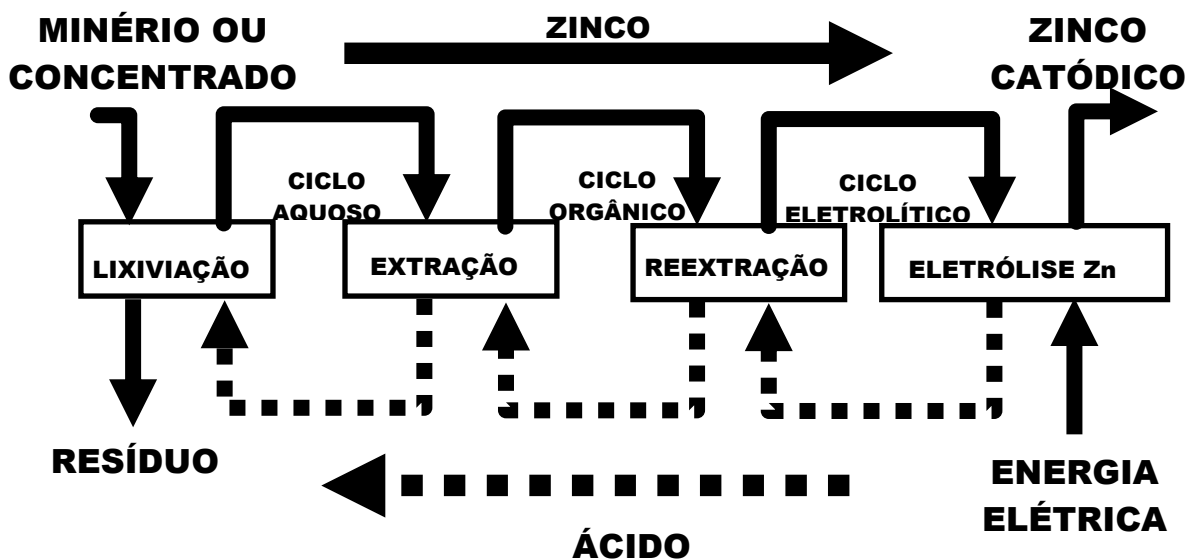 MINÉRIO OU
CONCENTRADO
ZINCO
ZINCO
CATÓDICO
CICLO
AQUOSO
CICLO
ORGÂNICO
CICLO
ELETROLÍTICO
LIXIVIAÇÃO
EXTRAÇÃO
REEXTRAÇÃO
ELETRÓLISE Zn
RESÍDUO
ENERGIA
ELÉTRICA
ÁCIDO